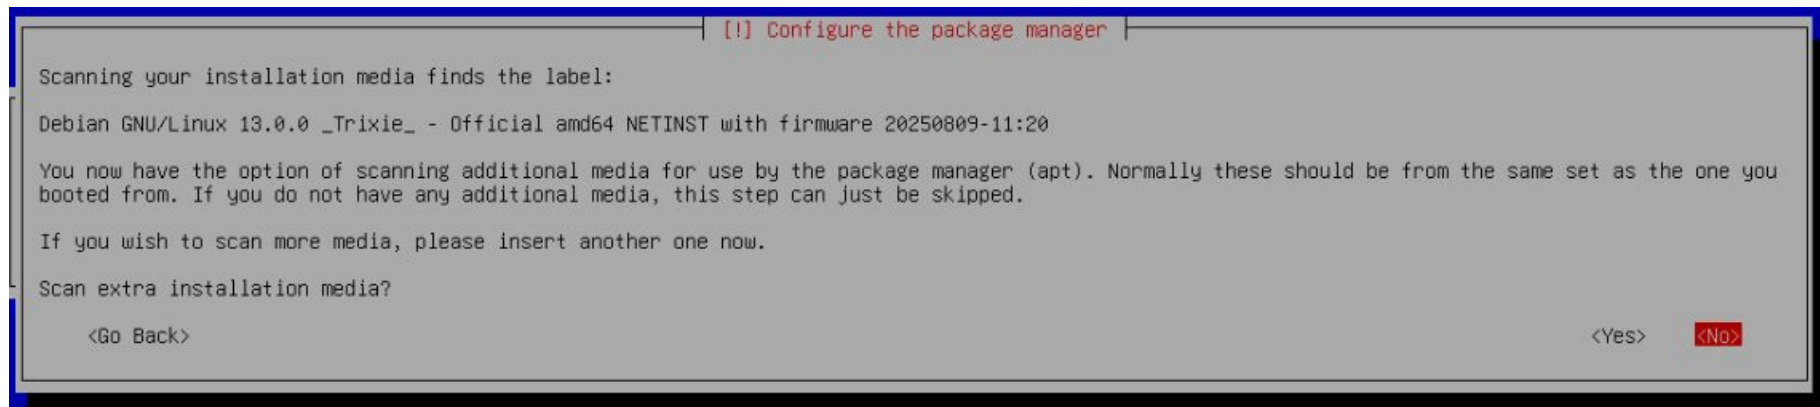 [!] Configure the package manager
Scanning your installation media finds the label:
Debian GNU/Linux 13.0.0 _Trixie_ - Official amd64 NETINST with firmware 20250809-11:20
You now have the option of scanning additional media for use by the package manager (apt). Normally these should be from the same set as the one you
booted from. If you do not have any additional media, this step can just be skipped.
If you wish to scan more media, please insert another one now.
Scan extra installation media?
<Go Back> <Yes> <No>